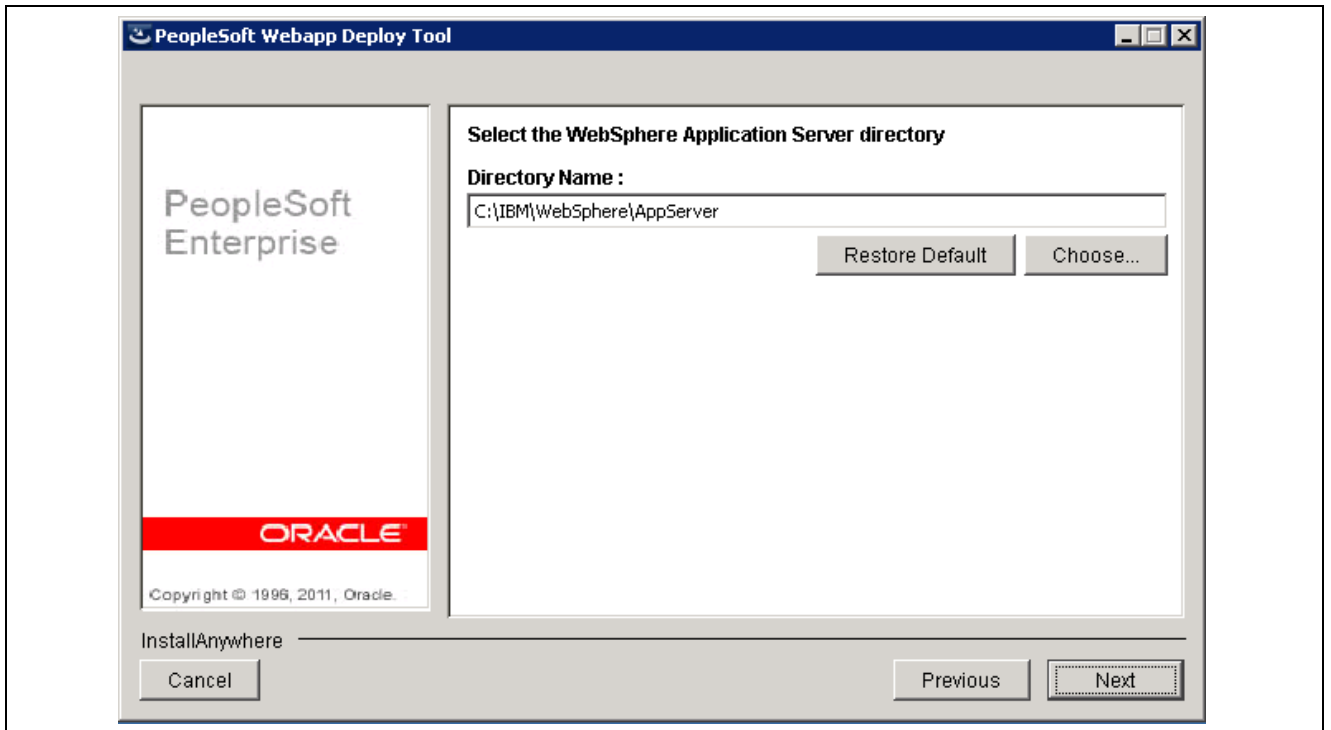 PeopleSoft Webapp Deploy Tool
PeopleSoft
Enterprise
ORACLE
Copyright © 1996, 2011, Oracle.
Select the WebSphere Application Server directory
Directory Name :
C:\IBM\WebSphere\AppServer
Restore Default
Choose...
InstallAnywhere
Cancel
Previous
Next